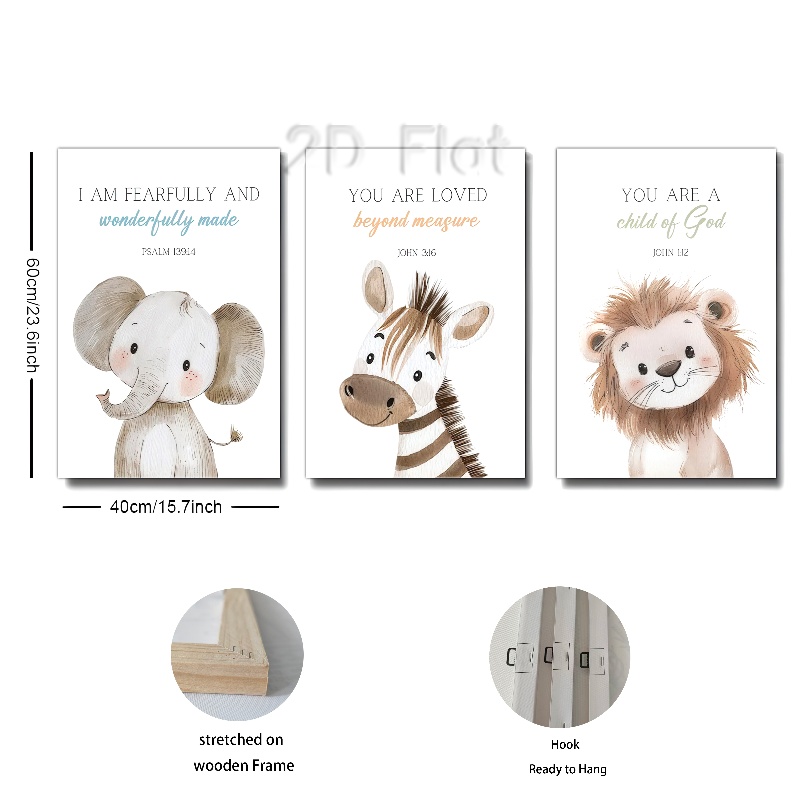 2D Flat
I AM FEARFULLY AND
wonderfully made
PSALM 139:14
YOU ARE LOVED
beyond measure
JOHN 3:16
YOU ARE A
child of God
JOHN 1:12
60cm/23.6inch
40cm/15.7inch
stretched on
wooden Frame
Hook
Ready to Hang